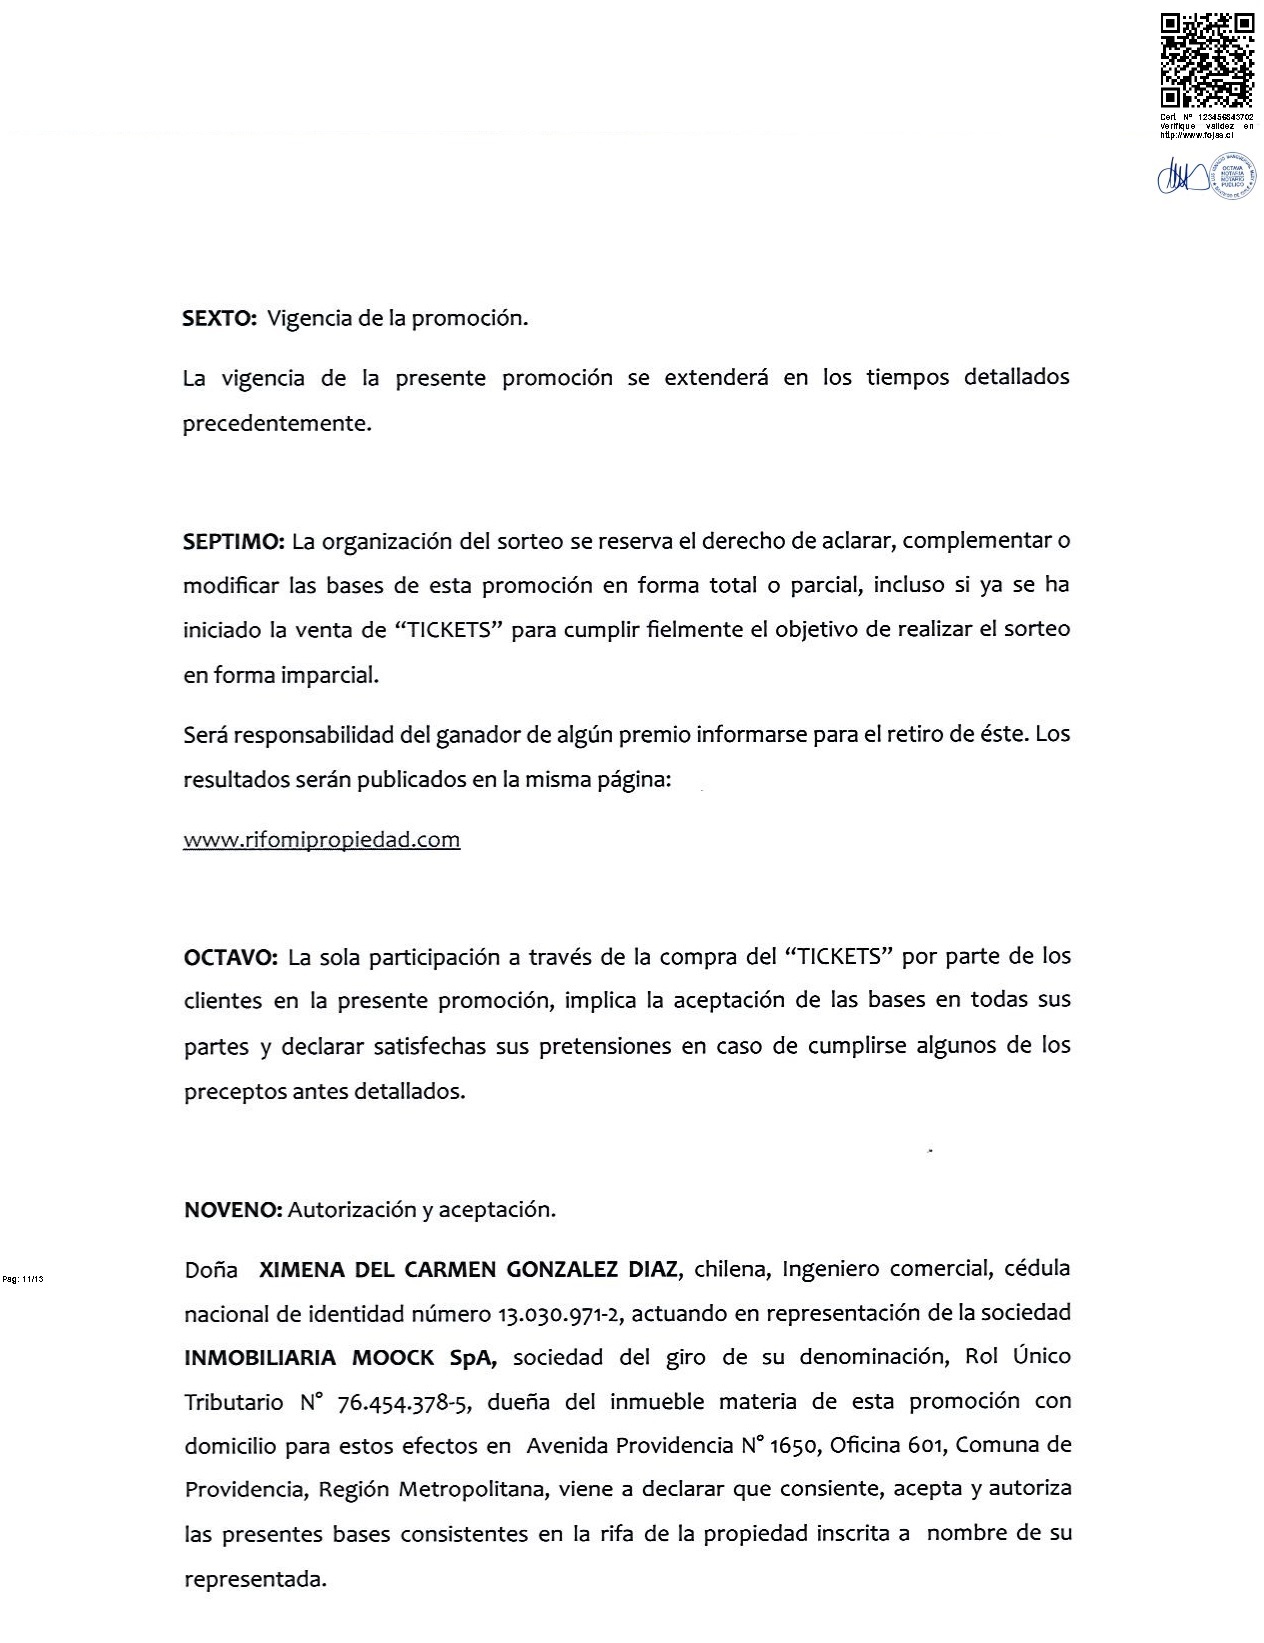 Cert Nº 123456843702
Verifique validez en
http://www.fojas.cl
OCTAVA
NOTARIA
NOTARIO
PUBLICO
SEXTO: Vigencia de la promoción.
La vigencia de la presente promoción se extenderá en los tiempos detallados
precedentemente.
SEPTIMO: La organización del sorteo se reserva el derecho de aclarar, complementar o
modificar las bases de esta promoción en forma total o parcial, incluso si ya se ha
iniciado la venta de “TICKETS” para cumplir fielmente el objetivo de realizar el sorteo
en forma imparcial.
Será responsabilidad del ganador de algún premio informarse para el retiro de éste. Los
resultados serán publicados en la misma página:
www.rifomipropiedad.com
OCTAVO: La sola participación a través de la compra del “TICKETS” por parte de los
clientes en la presente promoción, implica la aceptación de las bases en todas sus
partes y declarar satisfechas sus pretensiones en caso de cumplirse algunos de los
preceptos antes detallados.
NOVENO: Autorización y aceptación.
Doña XIMENA DEL CARMEN GONZALEZ DIAZ, chilena, Ingeniero comercial, cédula
Pag: 11/13
nacional de identidad número 13.030.971-2, actuando en representación de la sociedad
INMOBILIARIA MOOCK SpA, sociedad del giro de su denominación, Rol Único
Tributario N° 76.454.378-5, dueña del inmueble materia de esta promoción con
domicilio para estos efectos en Avenida Providencia N° 1650, Oficina 601, Comuna de
Providencia, Región Metropolitana, viene a declarar que consiente, acepta y autoriza
las presentes bases consistentes en la rifa de la propiedad inscrita a nombre de su
representada.